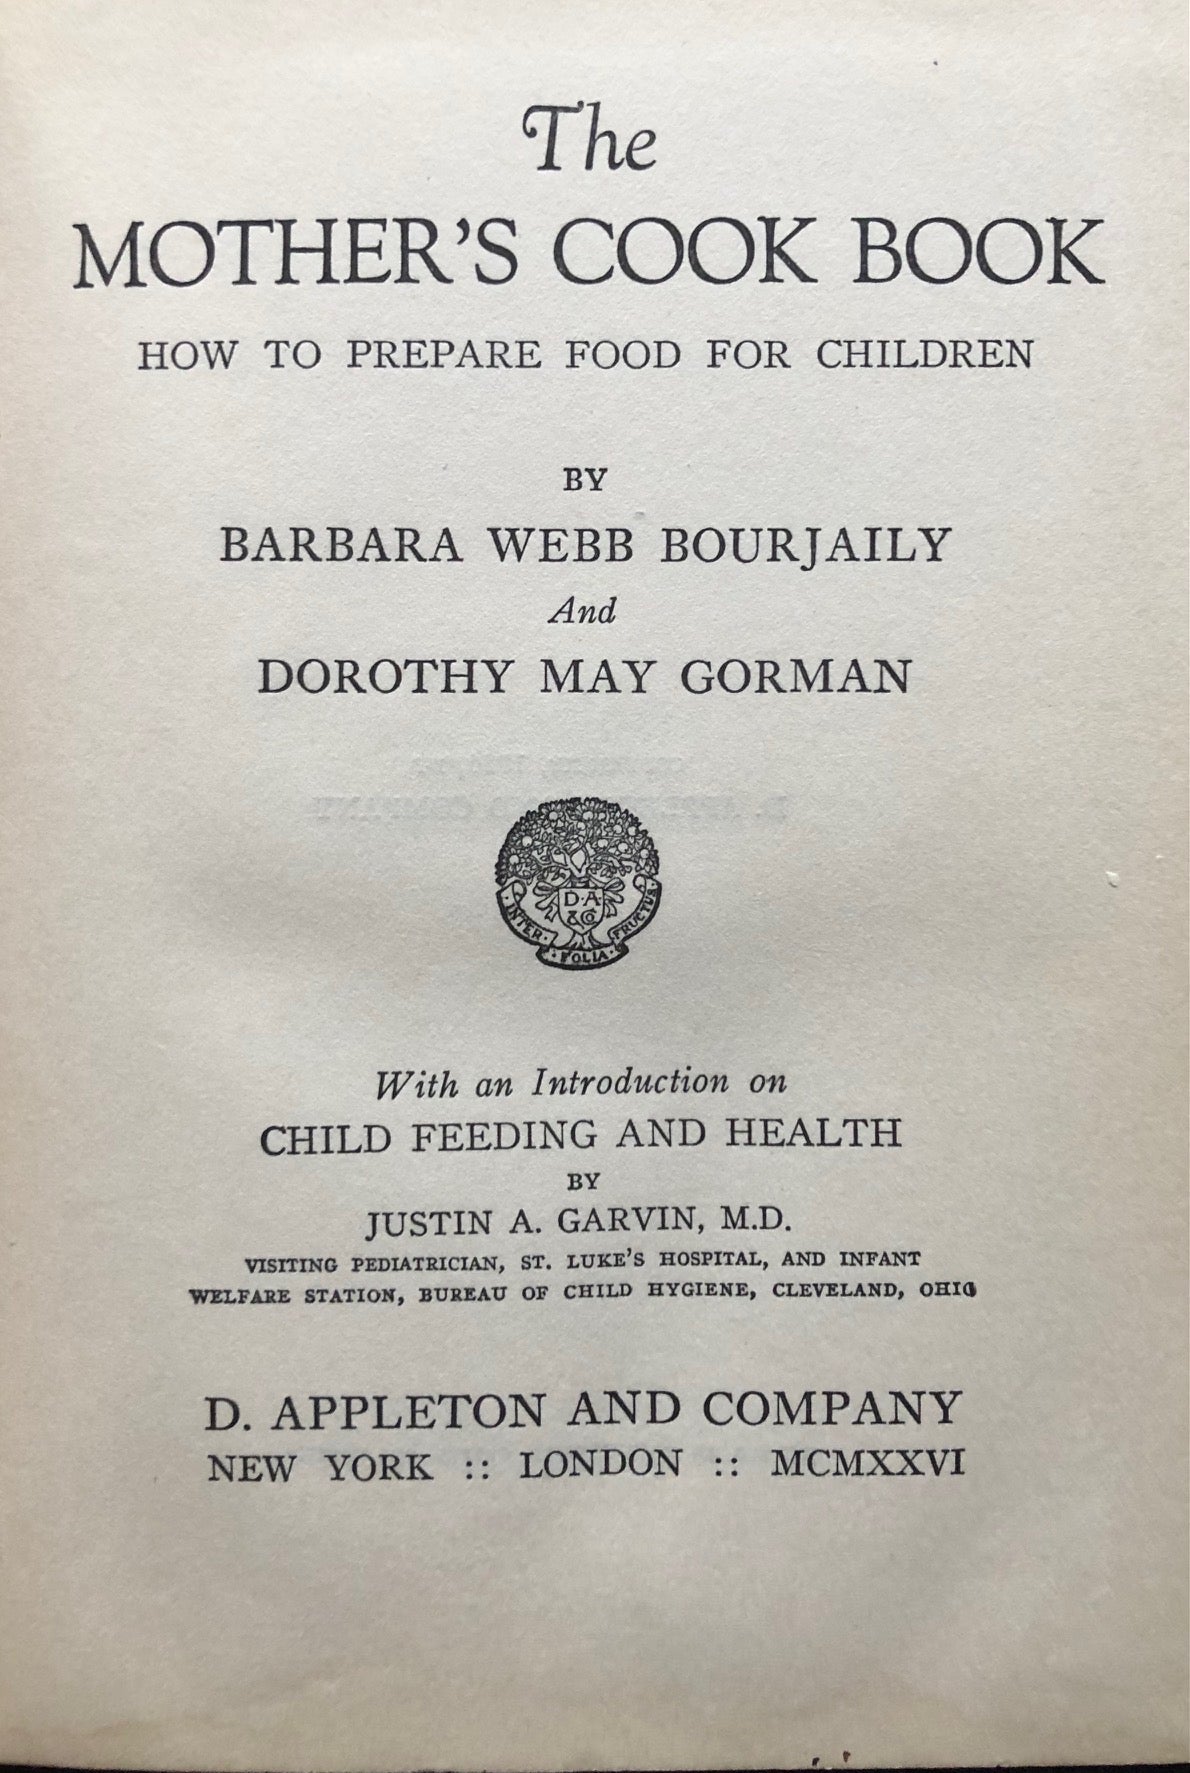 The
MOTHER'S COOK BOOK
HOW TO PREPARE FOOD FOR CHILDREN
BY
BARBARA WEBB BOURJAILY
And
DOROTHY MAY GORMAN
D·A
&Co
·INTER·
·FOLIA·
FRUCTUS·
With an Introduction on
CHILD FEEDING AND HEALTH
BY
JUSTIN A. GARVIN, M.D.
VISITING PEDIATRICIAN, ST. LUKE'S HOSPITAL, AND INFANT
WELFARE STATION, BUREAU OF CHILD HYGIENE, CLEVELAND, OHIO
D. APPLETON AND COMPANY
NEW YORK :: LONDON :: MCMXXVI